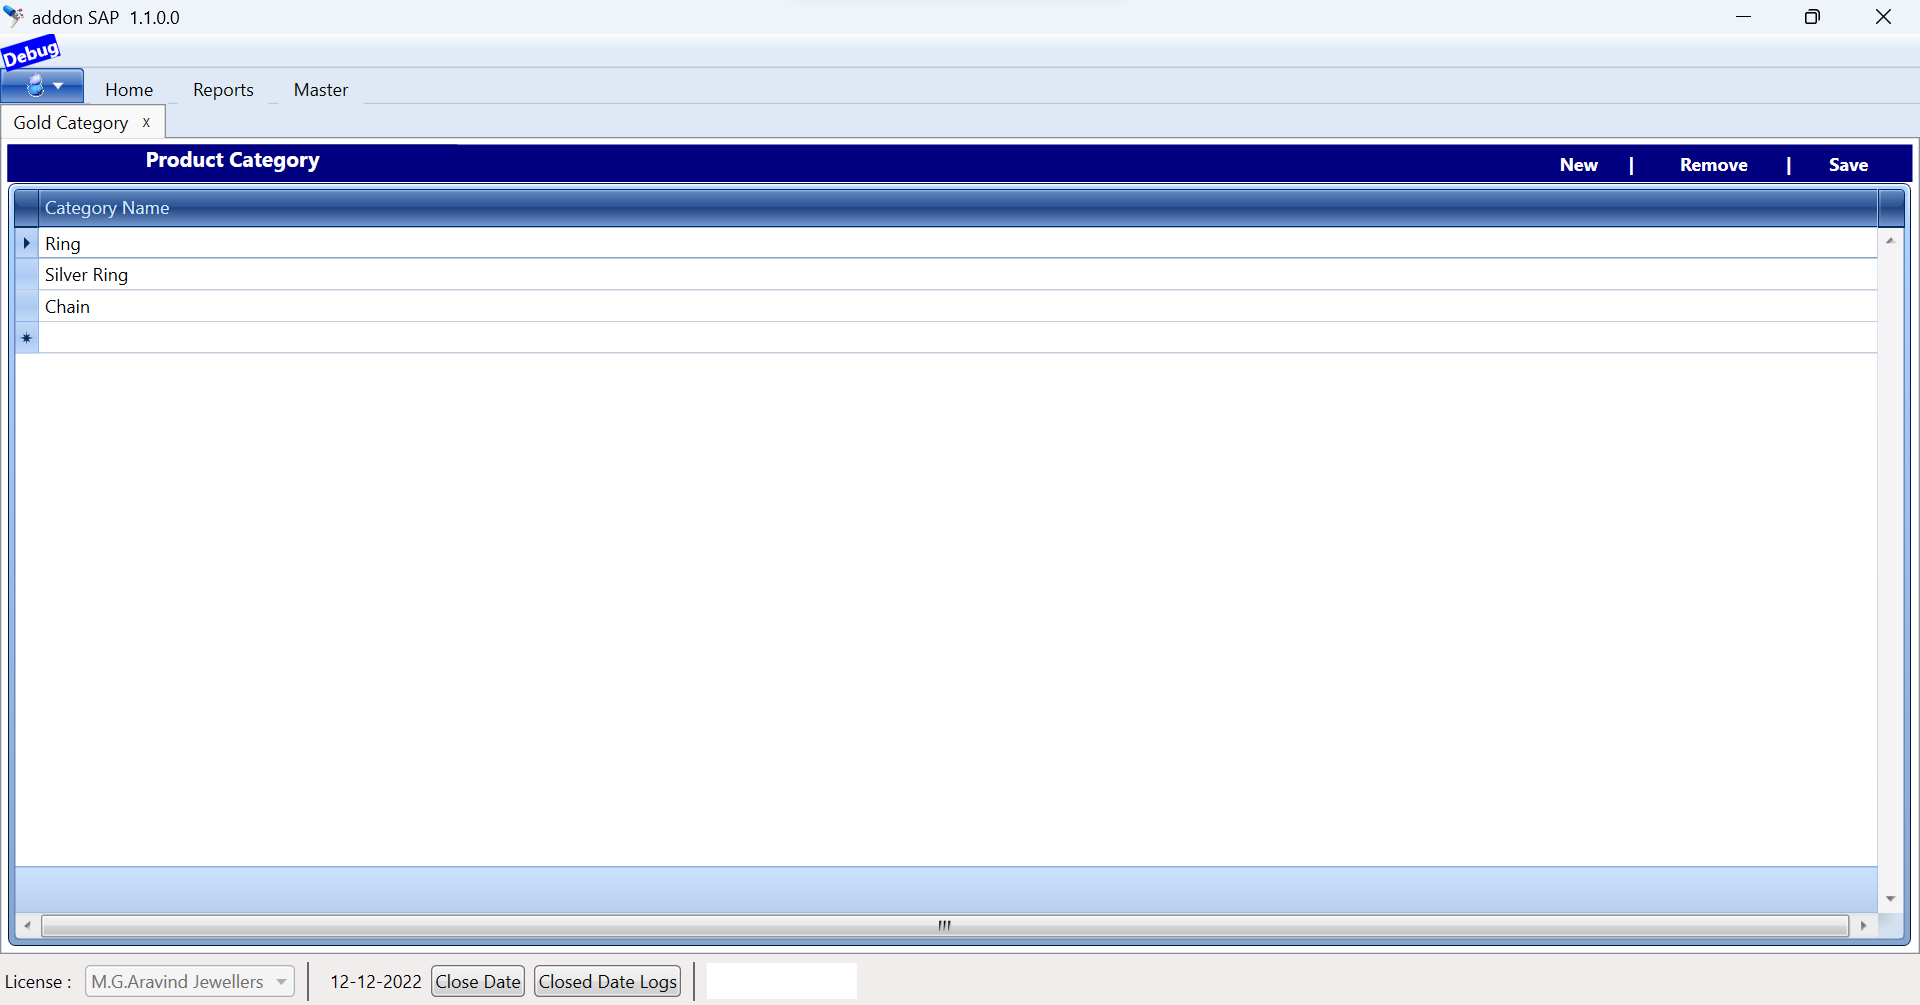 addon SAP 1.1.0.0
Debug
Home Reports Master
Gold Category x
Product Category New | Remove | Save
Category Name
Ring
Silver Ring
Chain
License : M.G.Aravind Jewellers 12-12-2022 Close Date Closed Date Logs